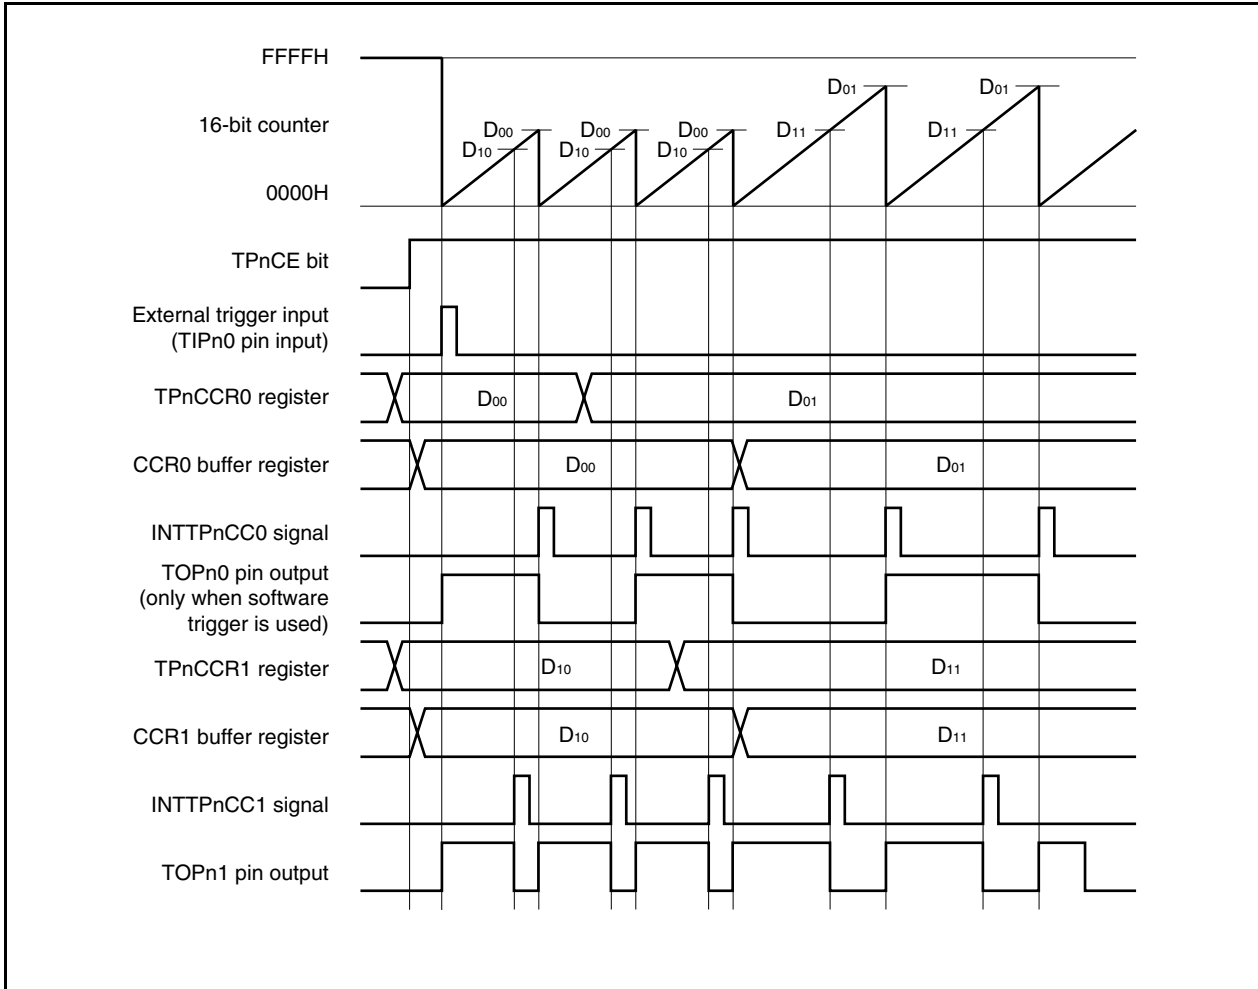 FFFFH
16-bit counter
0000H
D00
D10
D00
D10
D00
D10
D01
D11
D01
D11
TPnCE bit
External trigger input
(TIPn0 pin input)
TPnCCR0 register
D00
D01
CCR0 buffer register
D00
D01
INTTPnCC0 signal
TOPn0 pin output
(only when software
trigger is used)
TPnCCR1 register
D10
D11
CCR1 buffer register
D10
D11
INTTPnCC1 signal
TOPn1 pin output